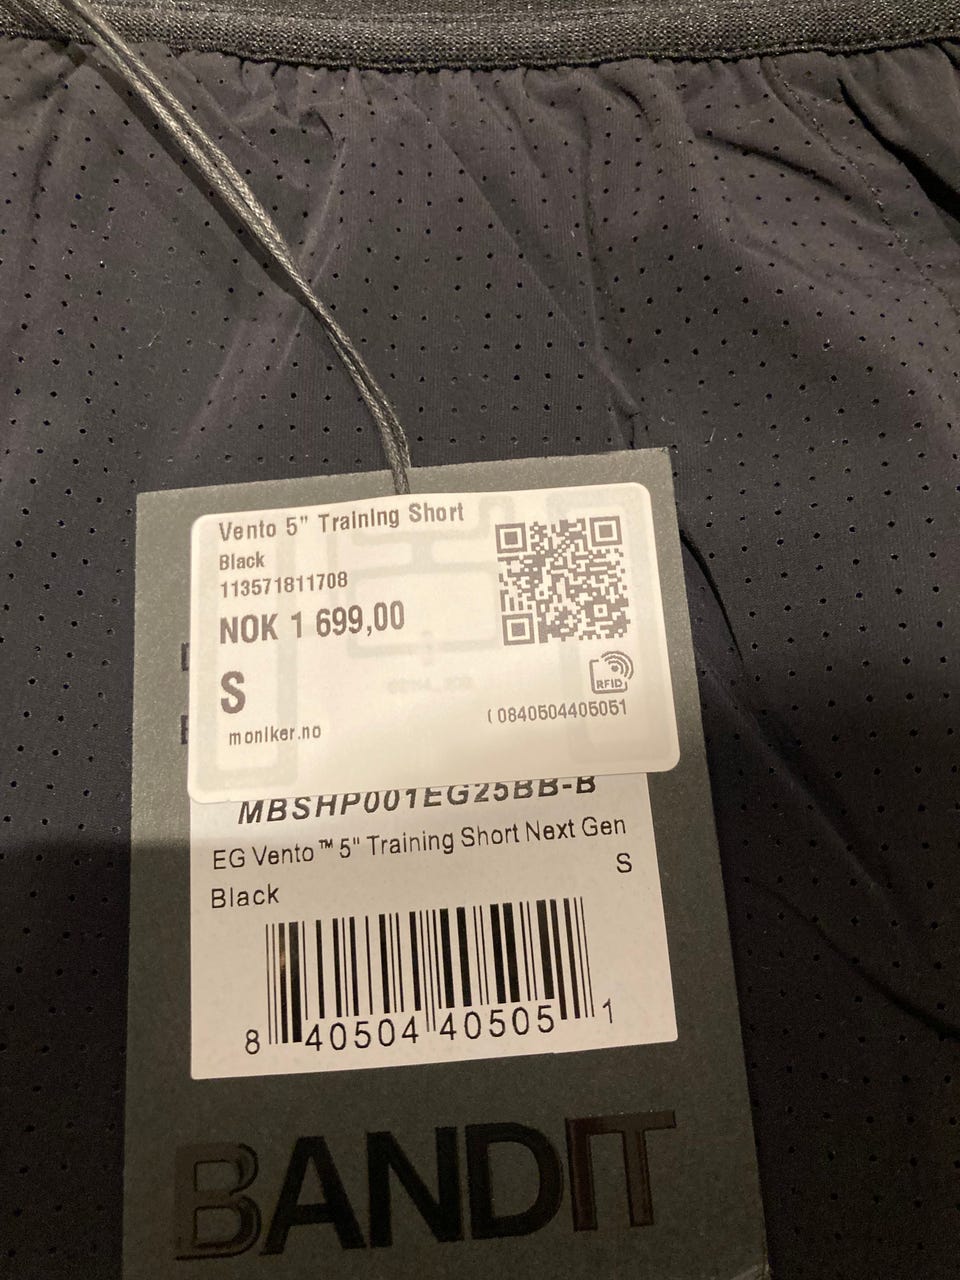 Vento 5" Training Short
Black
113571811708
NOK 1 699,00
S
RFID
moniker.no
(0840504405051
MBSHP001EG25BB-B
EG Vento™ 5" Training Short Next Gen
Black S
8 40504 40505 1
BANDIT